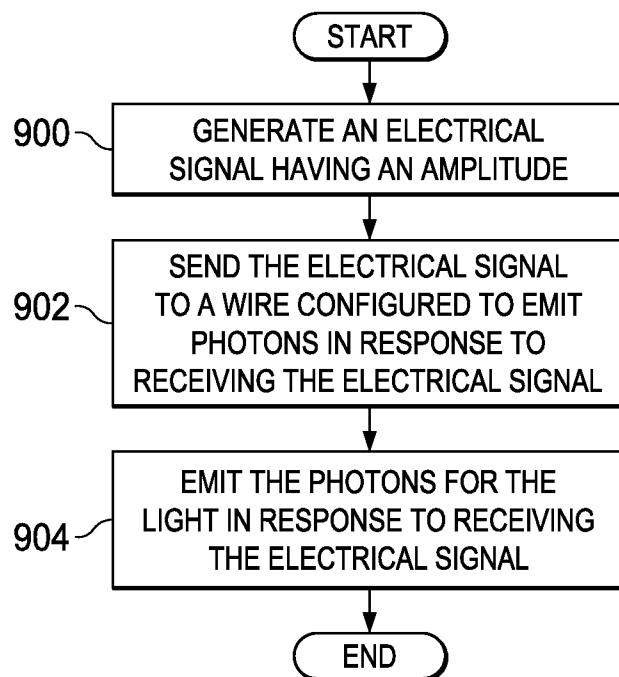 START
900
GENERATE AN ELECTRICAL
SIGNAL HAVING AN AMPLITUDE
902
SEND THE ELECTRICAL SIGNAL
TO A WIRE CONFIGURED TO EMIT
PHOTONS IN RESPONSE TO
RECEIVING THE ELECTRICAL SIGNAL
904
EMIT THE PHOTONS FOR THE
LIGHT IN RESPONSE TO RECEIVING
THE ELECTRICAL SIGNAL
END